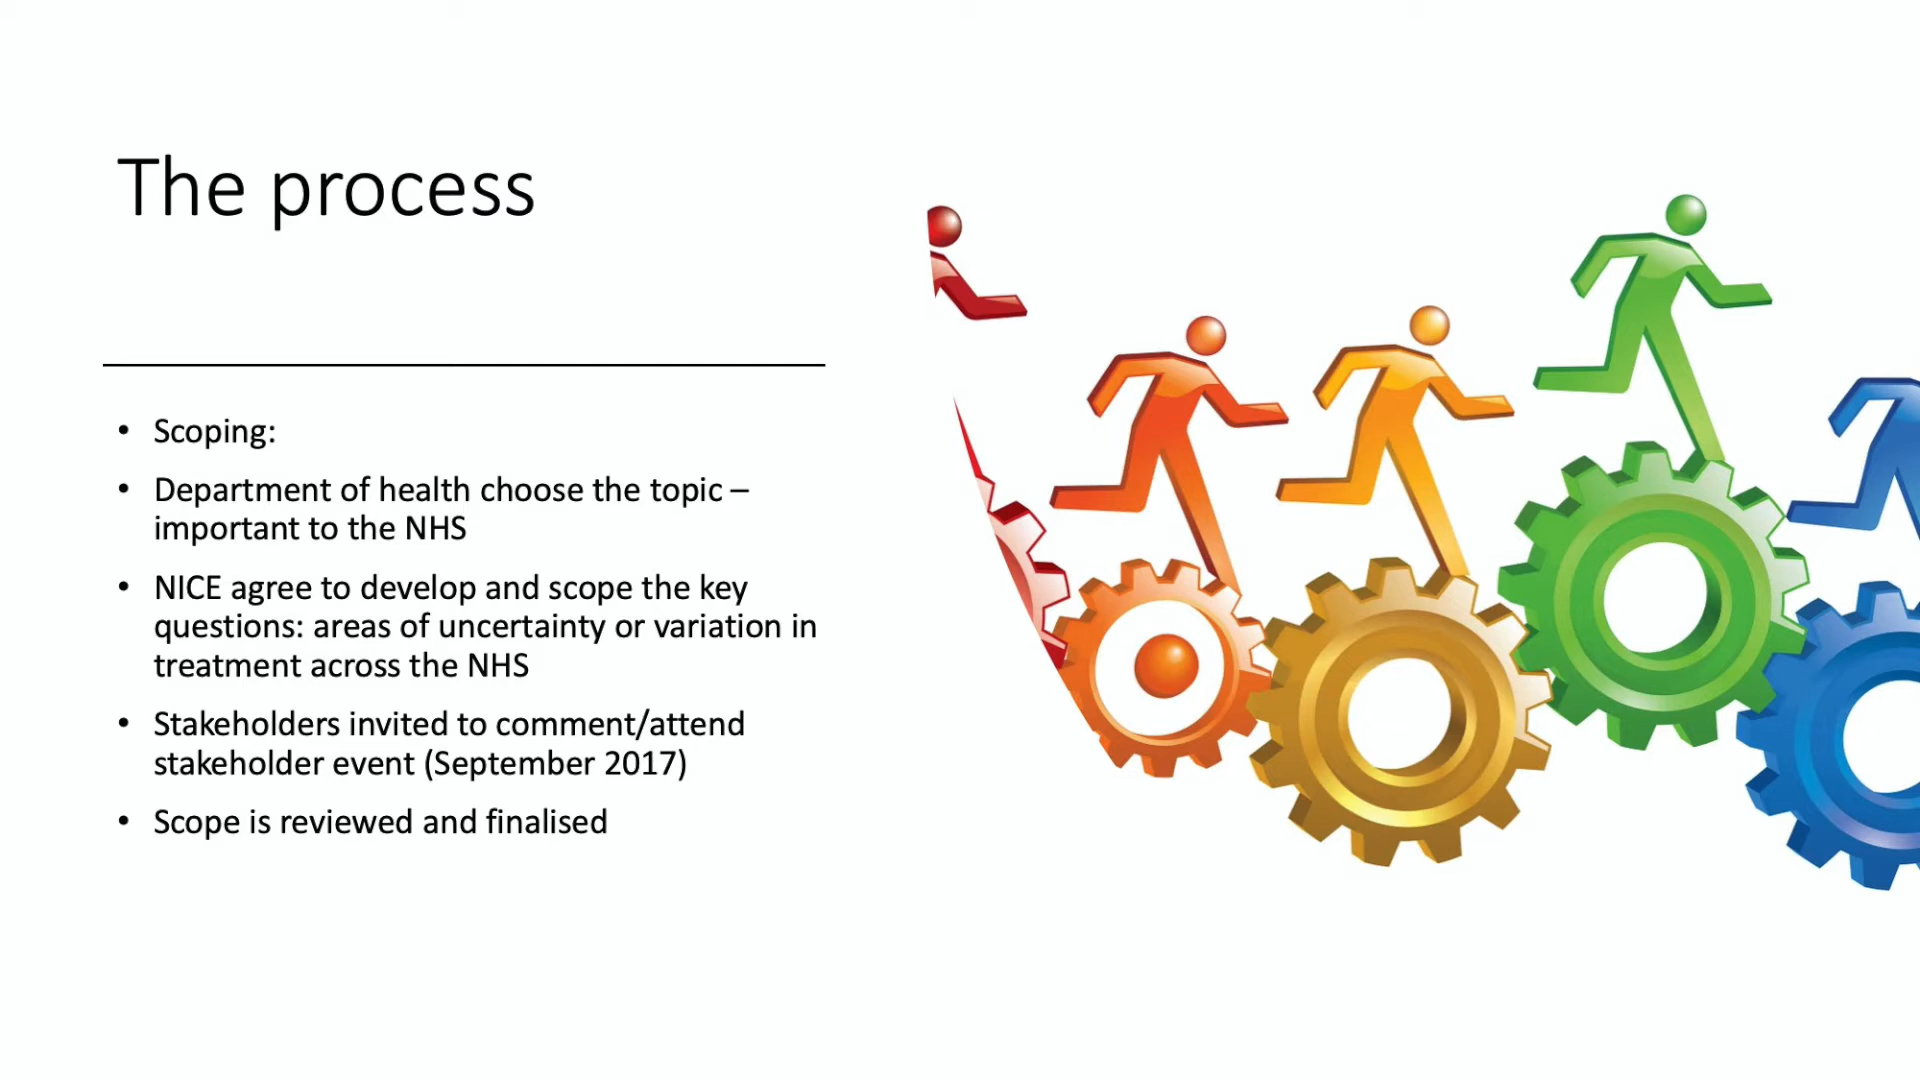 The process
• Scoping:
• Department of health choose the topic –
important to the NHS
• NICE agree to develop and scope the key
questions: areas of uncertainty or variation in
treatment across the NHS
• Stakeholders invited to comment/attend
stakeholder event (September 2017)
• Scope is reviewed and finalised